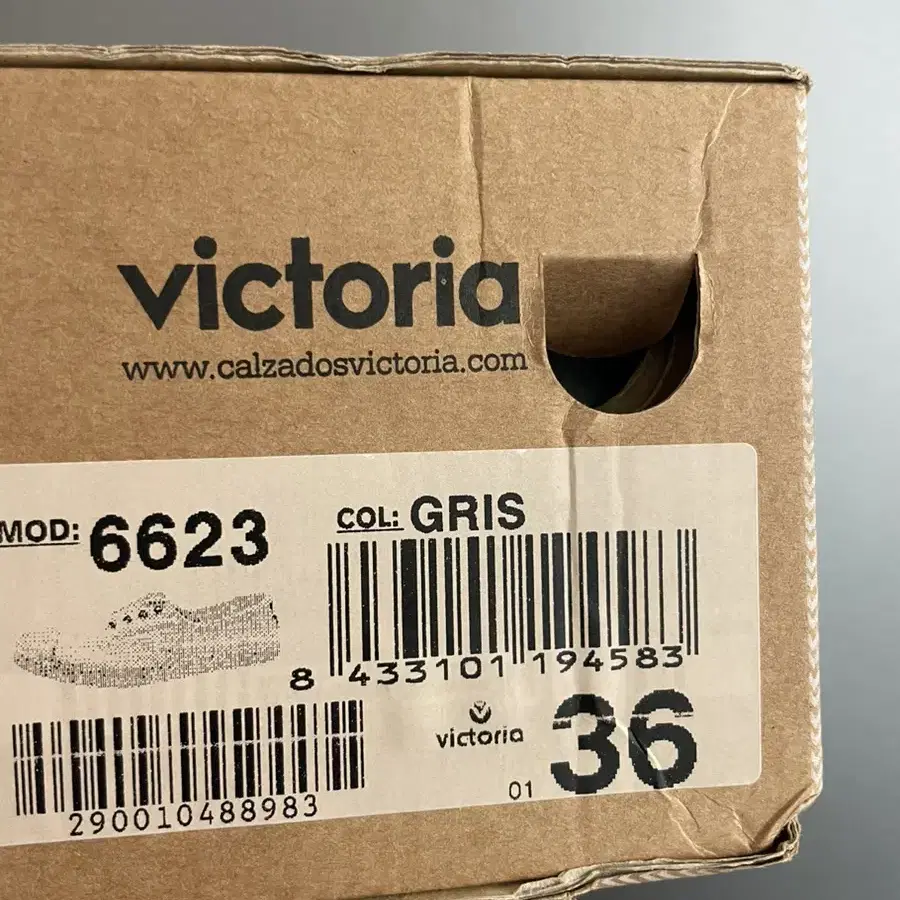 victoria
www.calzadosvictoria.com
MOD: 6623
COL: GRIS
8 433101 194583
290010488983
victoria
01 36